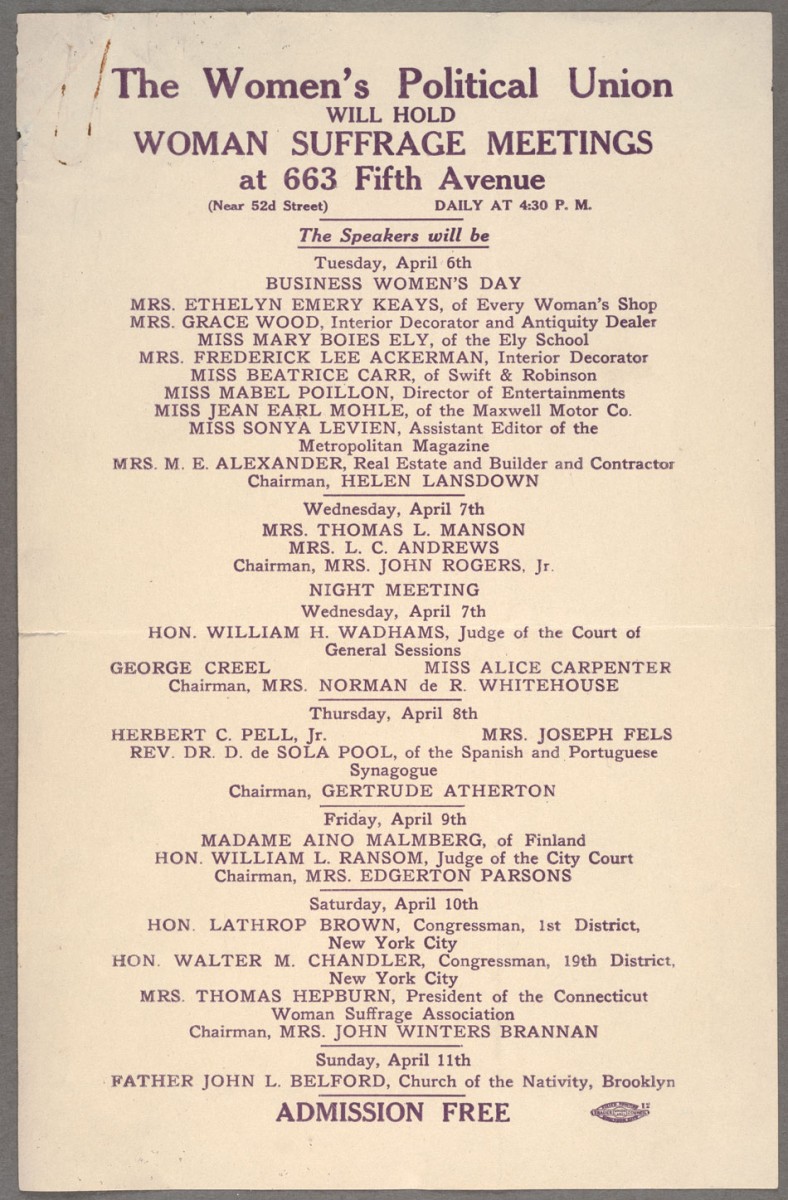 The Women's Political Union
WILL HOLD
WOMAN SUFFRAGE MEETINGS
at 663 Fifth Avenue
(Near 52d Street) DAILY AT 4:30 P. M.
The Speakers will be
Tuesday, April 6th
BUSINESS WOMEN'S DAY
MRS. ETHELYN EMERY KEAYS, of Every Woman's Shop
MRS. GRACE WOOD, Interior Decorator and Antiquity Dealer
MISS MARY BOIES ELY, of the Ely School
MRS. FREDERICK LEE ACKERMAN, Interior Decorator
MISS BEATRICE CARR, of Swift & Robinson
MISS MABEL POILLON, Director of Entertainments
MISS JEAN EARL MOHLE, of the Maxwell Motor Co.
MISS SONYA LEVIEN, Assistant Editor of the
Metropolitan Magazine
MRS. M. E. ALEXANDER, Real Estate and Builder and Contractor
Chairman, HELEN LANSDOWN
Wednesday, April 7th
MRS. THOMAS L. MANSON
MRS. L. C. ANDREWS
Chairman, MRS. JOHN ROGERS, Jr.
NIGHT MEETING
Wednesday, April 7th
HON. WILLIAM H. WADHAMS, Judge of the Court of
General Sessions
GEORGE CREEL MISS ALICE CARPENTER
Chairman, MRS. NORMAN de R. WHITEHOUSE
Thursday, April 8th
HERBERT C. PELL, Jr. MRS. JOSEPH FELS
REV. DR. D. de SOLA POOL, of the Spanish and Portuguese
Synagogue
Chairman, GERTRUDE ATHERTON
Friday, April 9th
MADAME AINO MALMBERG, of Finland
HON. WILLIAM L. RANSOM, Judge of the City Court
Chairman, MRS. EDGERTON PARSONS
Saturday, April 10th
HON. LATHROP BROWN, Congressman, 1st District,
New York City
HON. WALTER M. CHANDLER, Congressman, 19th District,
New York City
MRS. THOMAS HEPBURN, President of the Connecticut
Woman Suffrage Association
Chairman, MRS. JOHN WINTERS BRANNAN
Sunday, April 11th
FATHER JOHN L. BELFORD, Church of the Nativity, Brooklyn
ADMISSION FREE